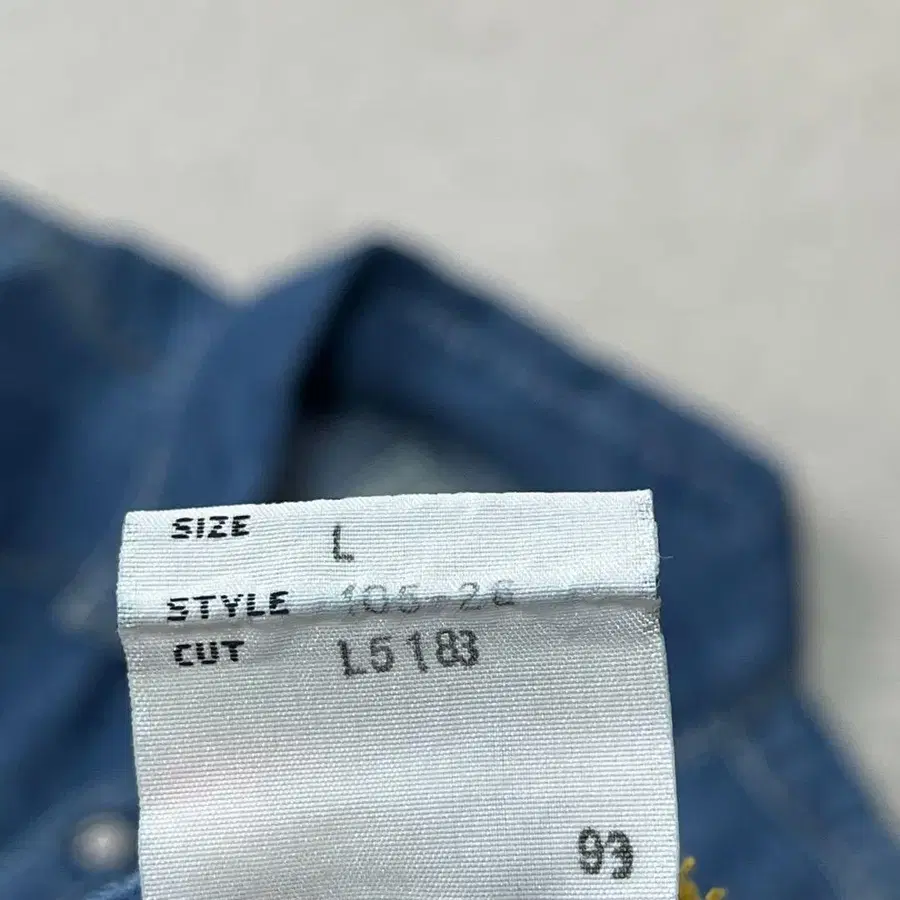 SIZE L
STYLE 105-26
CUT L5183
93